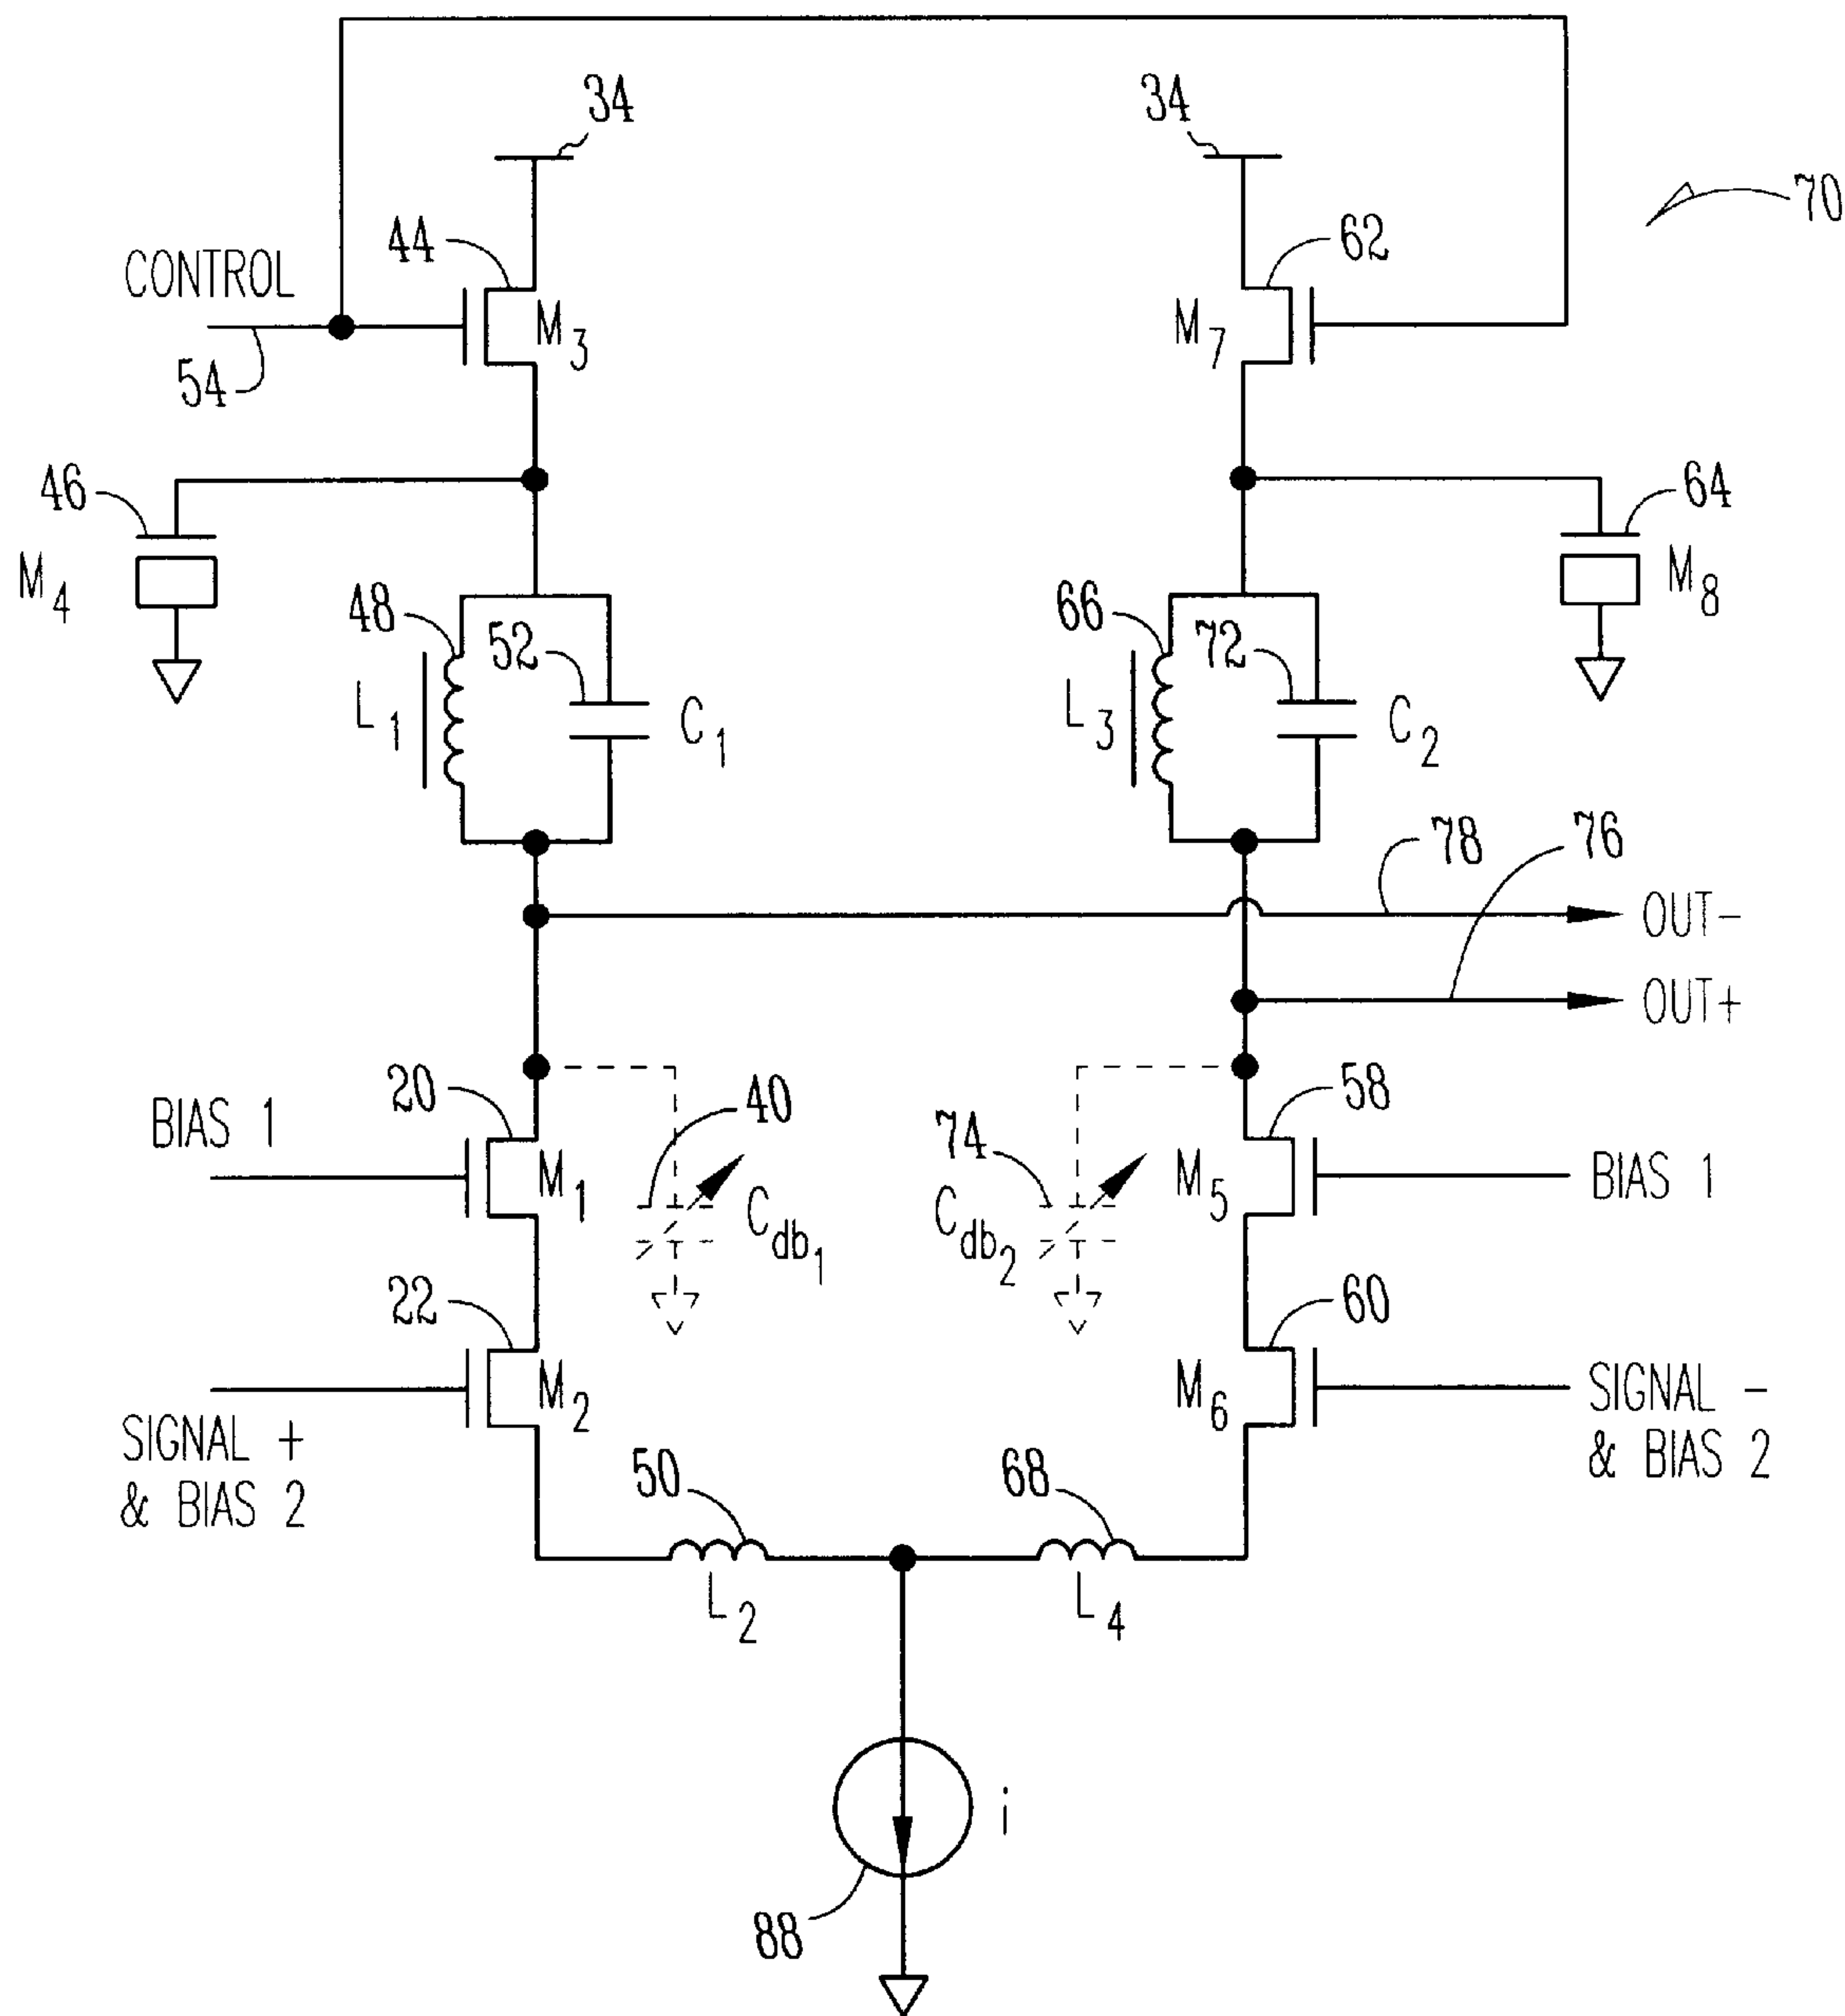 34
34
70
44
62
CONTROL
M3
M7
54
46
64
M4
M8
48
52
66
72
L1
C1
L3
C2
78
76
OUT-
OUT+
20
40
58
BIAS 1
74
M1
Cdb1
Cdb2
M5
BIAS 1
22
60
M2
M6
SIGNAL +
& BIAS 2
SIGNAL -
& BIAS 2
50
68
L2
L4
i
88